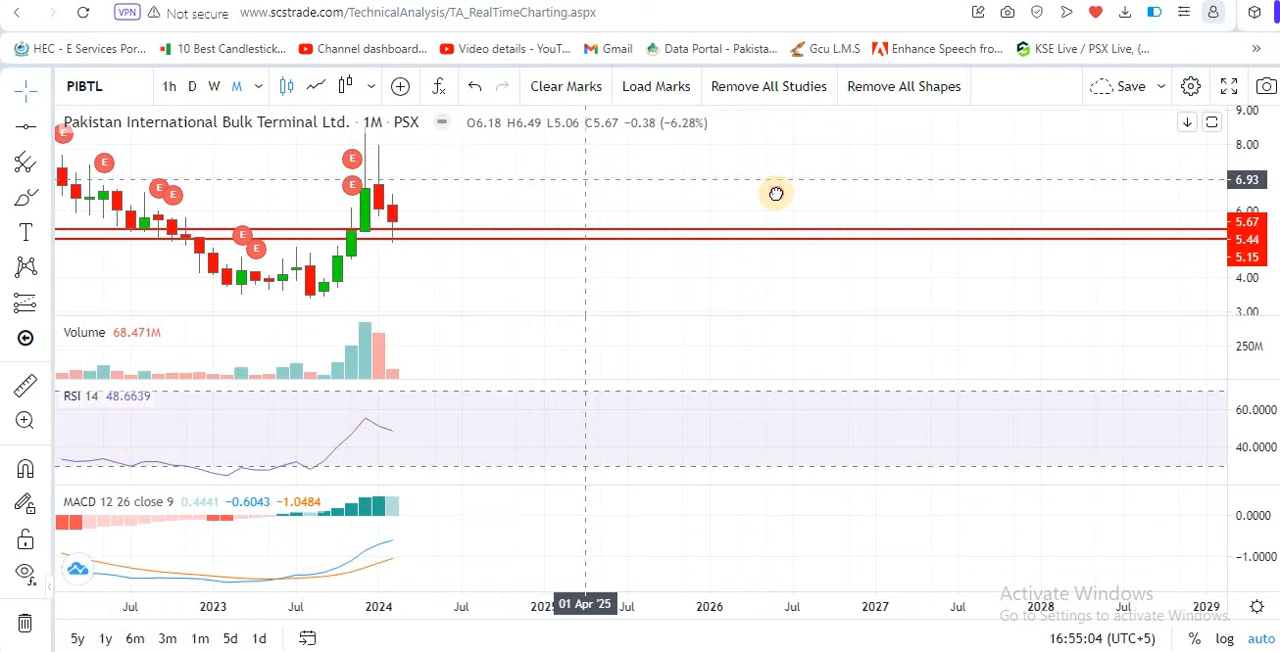 VPN Not secure www.scstrade.com/TechnicalAnalysis/TA_RealTimeCharting.aspx
HEC - E Services Por... 10 Best Candlestick... Channel dashboard... Video details - YouT... Gmail Data Portal - Pakista... Gcu L.M.S Enhance Speech fro... KSE Live / PSX Live, (... »
PIBTL 1h D W M Clear Marks Load Marks Remove All Studies Remove All Shapes Save
Pakistan International Bulk Terminal Ltd. · 1M · PSX O6.18 H6.49 L5.06 C5.67 −0.38 (−6.28%)
9.00
8.00
6.93
6.00
5.67
5.44
5.15
4.00
3.00
E E E E E E E E
Volume 68.471M
250M
RSI 14 48.6639
60.0000
40.0000
MACD 12 26 close 9 0.4441 −0.6043 −1.0484
0.0000
−1.0000
Activate Windows
Go to Settings to activate Windows.
Jul 2023 Jul 2024 Jul 01 Apr '25 Jul 2026 Jul 2027 Jul 2028 Jul 2029
5y 1y 6m 3m 1m 5d 1d 16:55:04 (UTC+5) % log auto